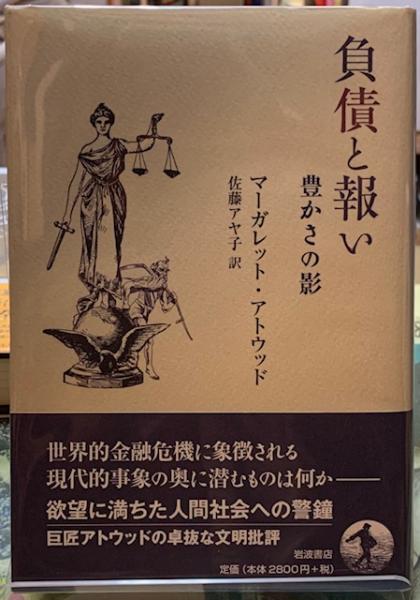 負債と報い
豊かさの影
マーガレット・アトウッド
佐藤アヤ子 訳
世界的金融危機に象徴される
現代的事象の奥に潜むものは何か――
欲望に満ちた人間社会への警鐘
巨匠アトウッドの卓抜な文明批評
岩波書店
定価(本体2800円+税)